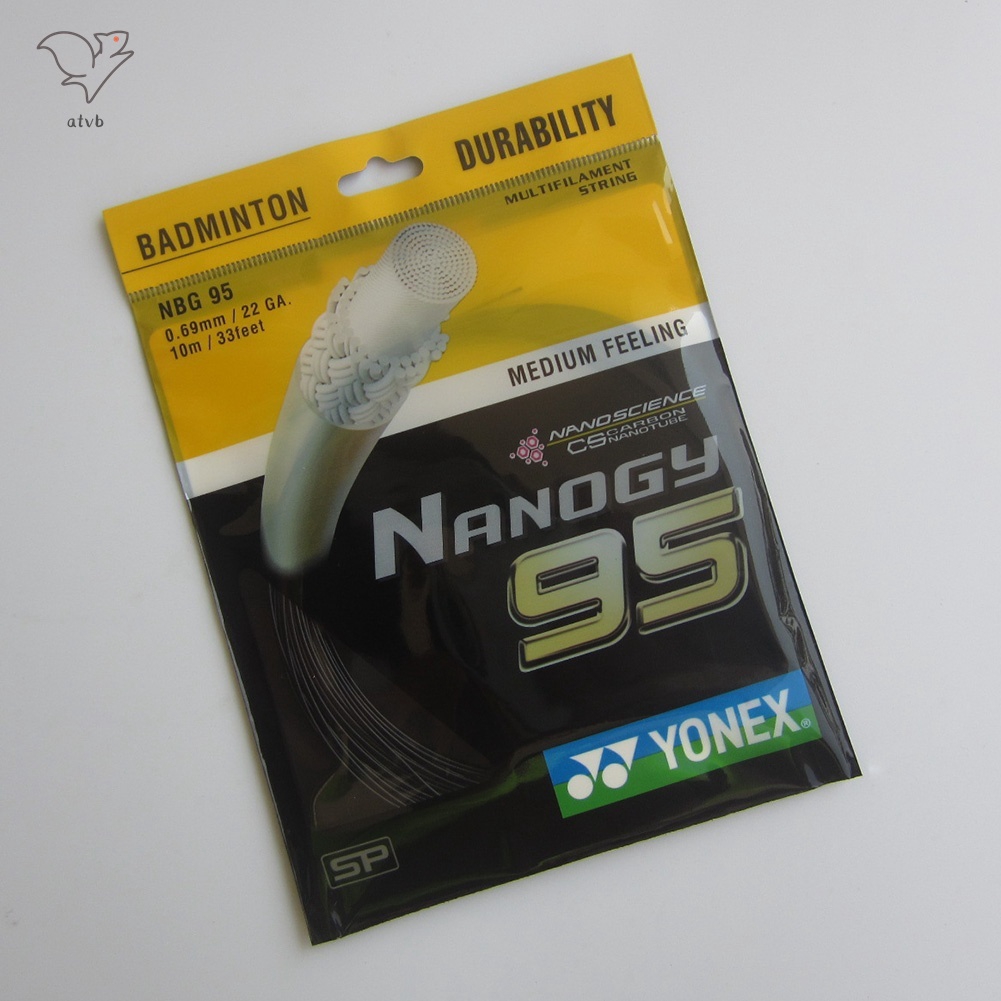 atvb
BADMINTON
DURABILITY
MULTIFILAMENT
STRING
NBG 95
0.69mm / 22 GA.
10m / 33feet
MEDIUM FEELING
NANOSCIENCE
CS CARBON
NANOTUBE
NANOGY
95
YONEX®
SP